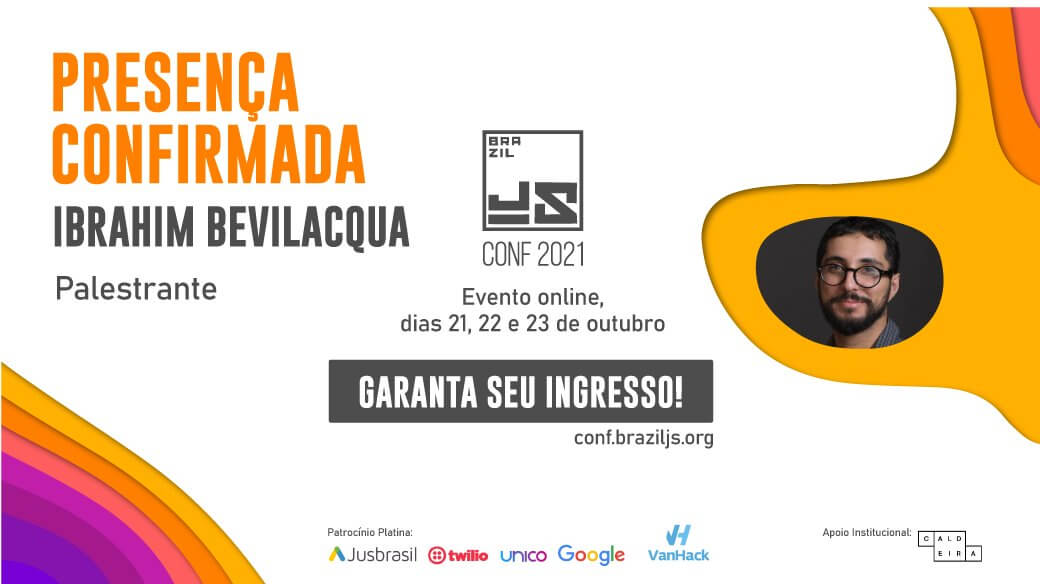 PRESENÇA
CONFIRMADA
IBRAHIM BEVILACQUA
Palestrante
BRA
ZIL
JS
CONF 2021
Evento online,
dias 21, 22 e 23 de outubro
GARANTA SEU INGRESSO!
conf.braziljs.org
Patrocínio Platina:
Jusbrasil
twilio
unico
Google
VanHack
Apoio Institucional:
CALD
EIRA